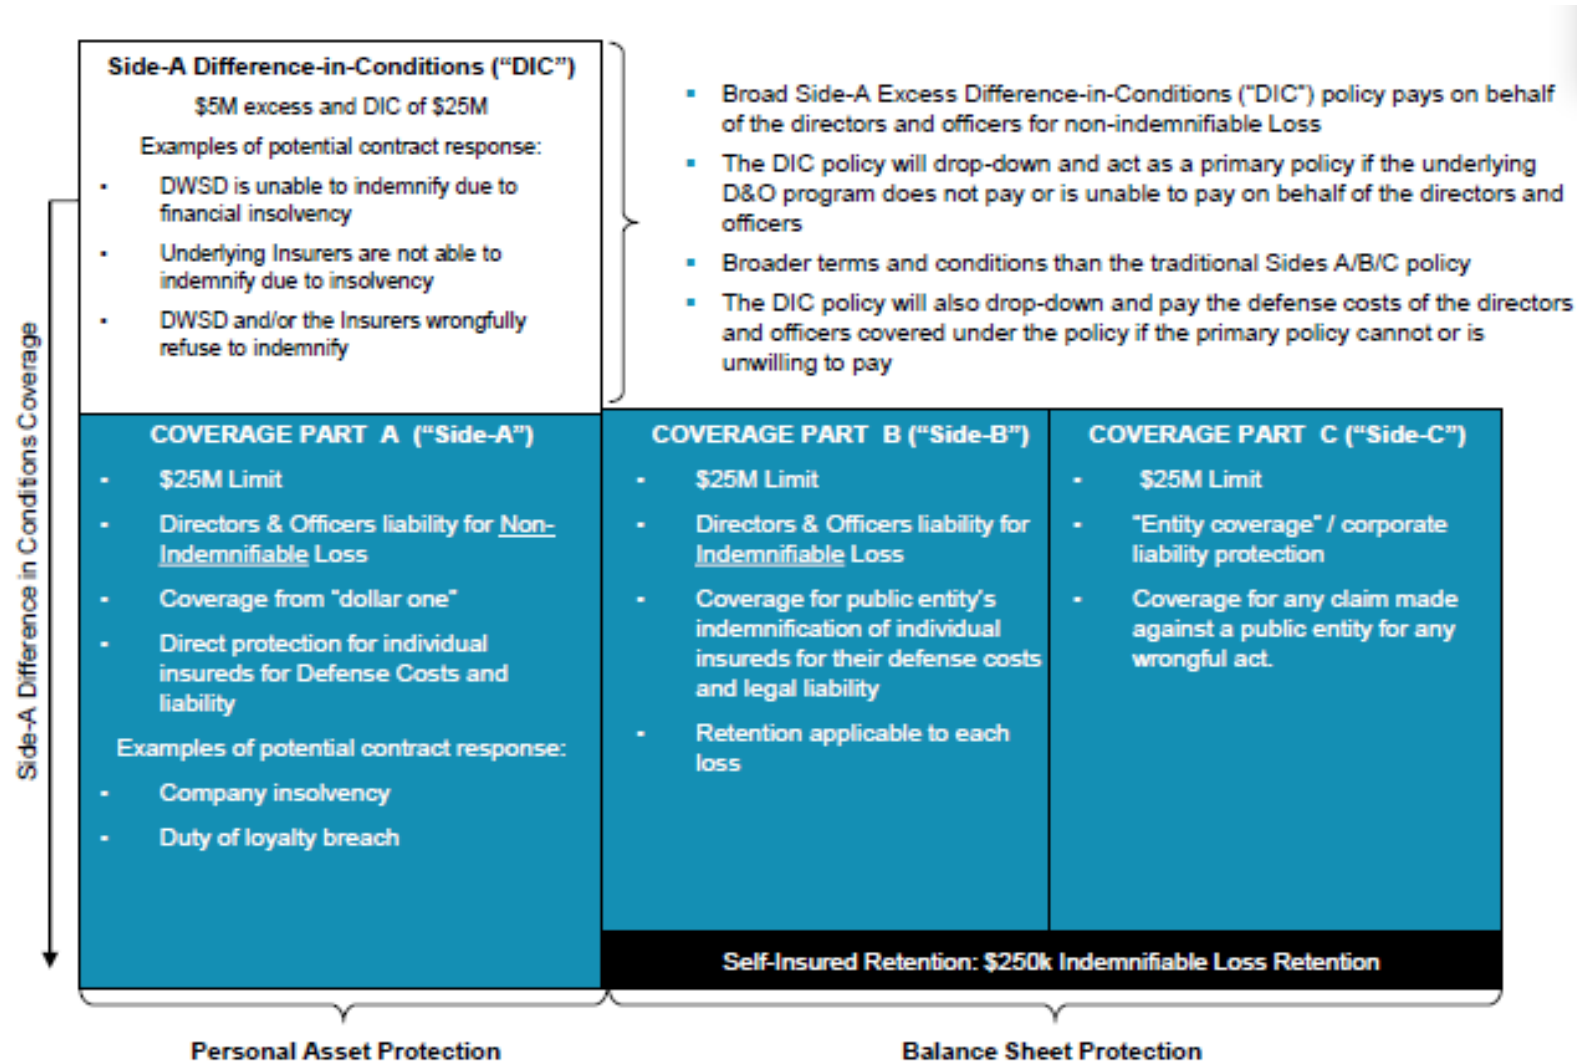 Side-A Difference-in-Conditions ("DIC")
$5M excess and DIC of $25M
Examples of potential contract response:
▪ DWSD is unable to indemnify due to
financial insolvency
▪ Underlying Insurers are not able to
indemnify due to insolvency
▪ DWSD and/or the Insurers wrongfully
refuse to indemnify
▪ Broad Side-A Excess Difference-in-Conditions ("DIC") policy pays on behalf
of the directors and officers for non-indemnifiable Loss
▪ The DIC policy will drop-down and act as a primary policy if the underlying
D&O program does not pay or is unable to pay on behalf of the directors and
officers
▪ Broader terms and conditions than the traditional Sides A/B/C policy
▪ The DIC policy will also drop-down and pay the defense costs of the directors
and officers covered under the policy if the primary policy cannot or is
unwilling to pay
Side-A Difference in Conditions Coverage
COVERAGE PART A ("Side-A")
- $25M Limit
- Directors & Officers liability for Non-
Indemnifiable Loss
- Coverage from "dollar one"
- Direct protection for individual
insureds for Defense Costs and
liability
Examples of potential contract response:
- Company insolvency
- Duty of loyalty breach
COVERAGE PART B ("Side-B")
- $25M Limit
- Directors & Officers liability for
Indemnifiable Loss
- Coverage for public entity's
indemnification of individual
insureds for their defense costs
and legal liability
- Retention applicable to each
loss
COVERAGE PART C ("Side-C")
- $25M Limit
- "Entity coverage" / corporate
liability protection
- Coverage for any claim made
against a public entity for any
wrongful act.
Self-Insured Retention: $250k Indemnifiable Loss Retention
Personal Asset Protection
Balance Sheet Protection